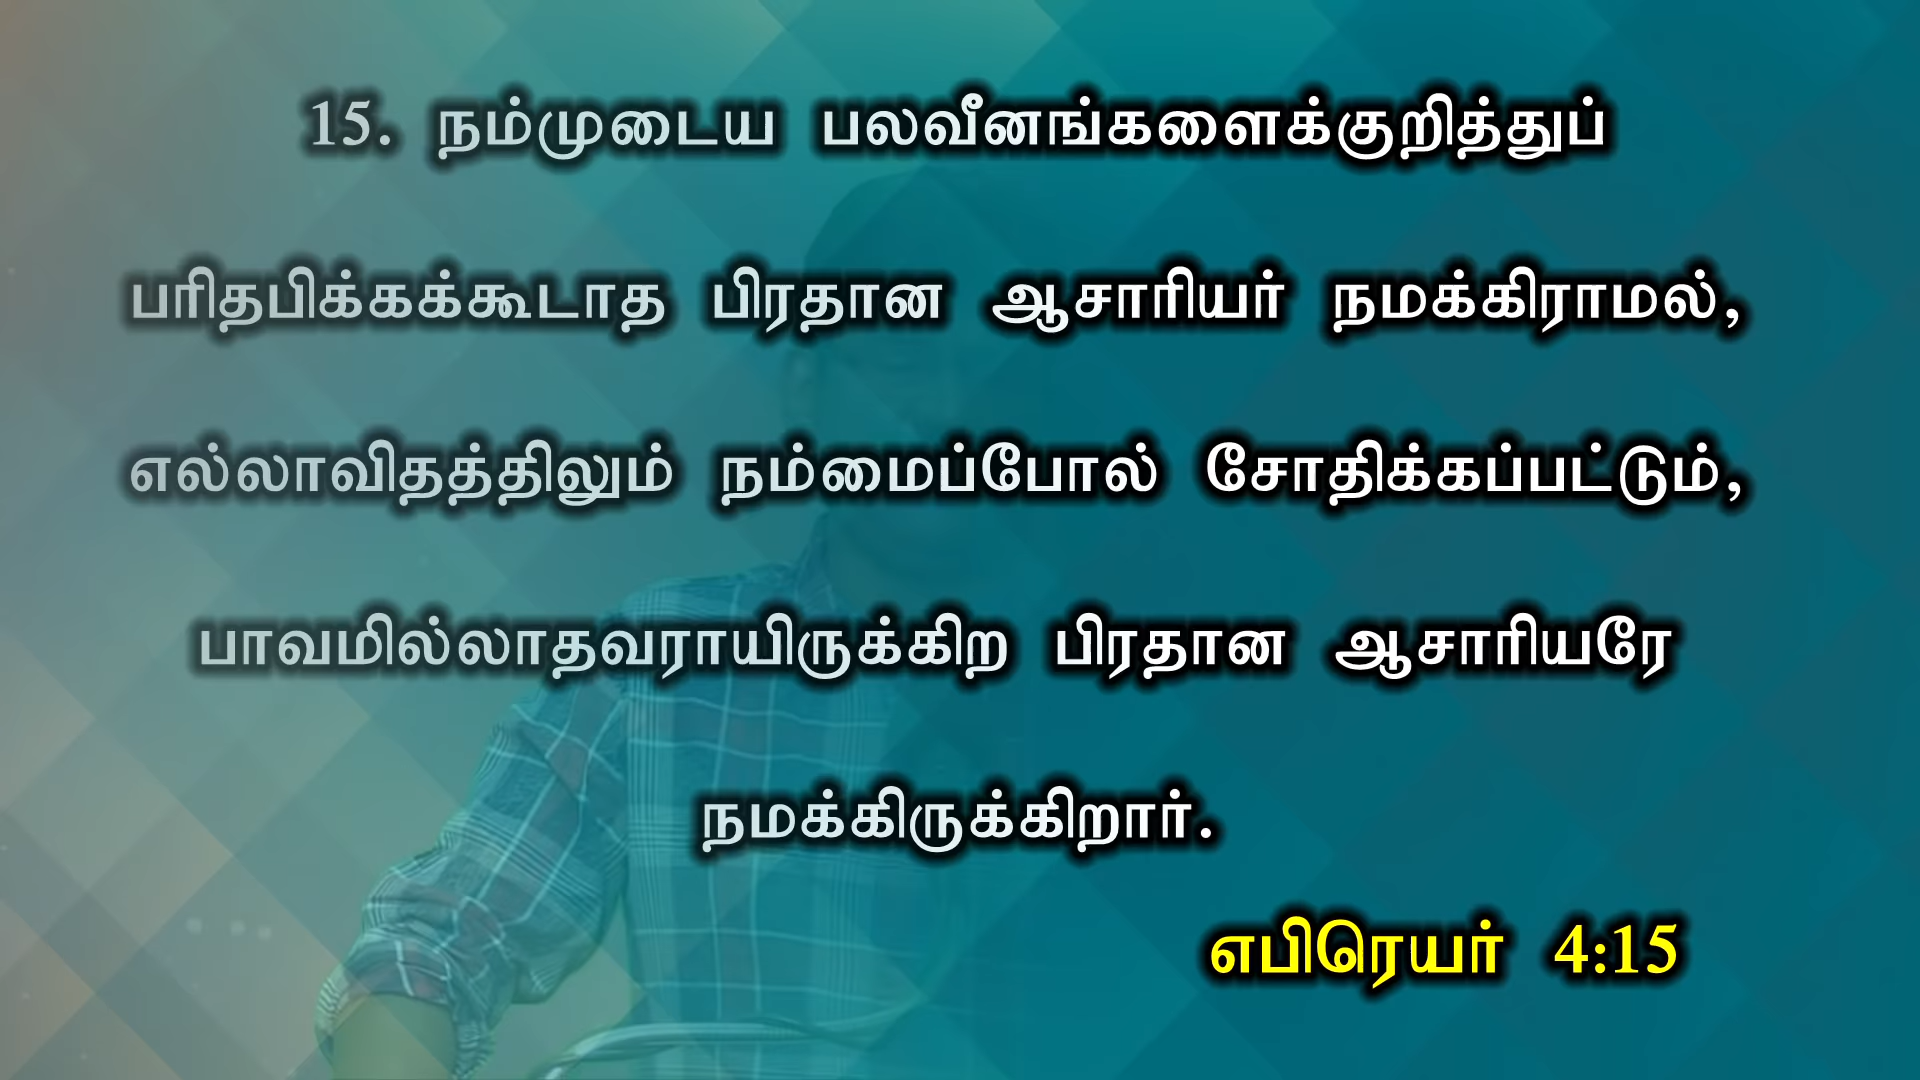 15. நம்முடைய பலவீனங்களைக்குறித்துப்
பரிதபிக்கக்கூடாத பிரதான ஆசாரியர் நமக்கிராமல்,
எல்லாவிதத்திலும் நம்மைப்போல் சோதிக்கப்பட்டும்,
பாவமில்லாதவராயிருக்கிற பிரதான ஆசாரியரே
நமக்கிருக்கிறார்.
எபிரெயர் 4:15